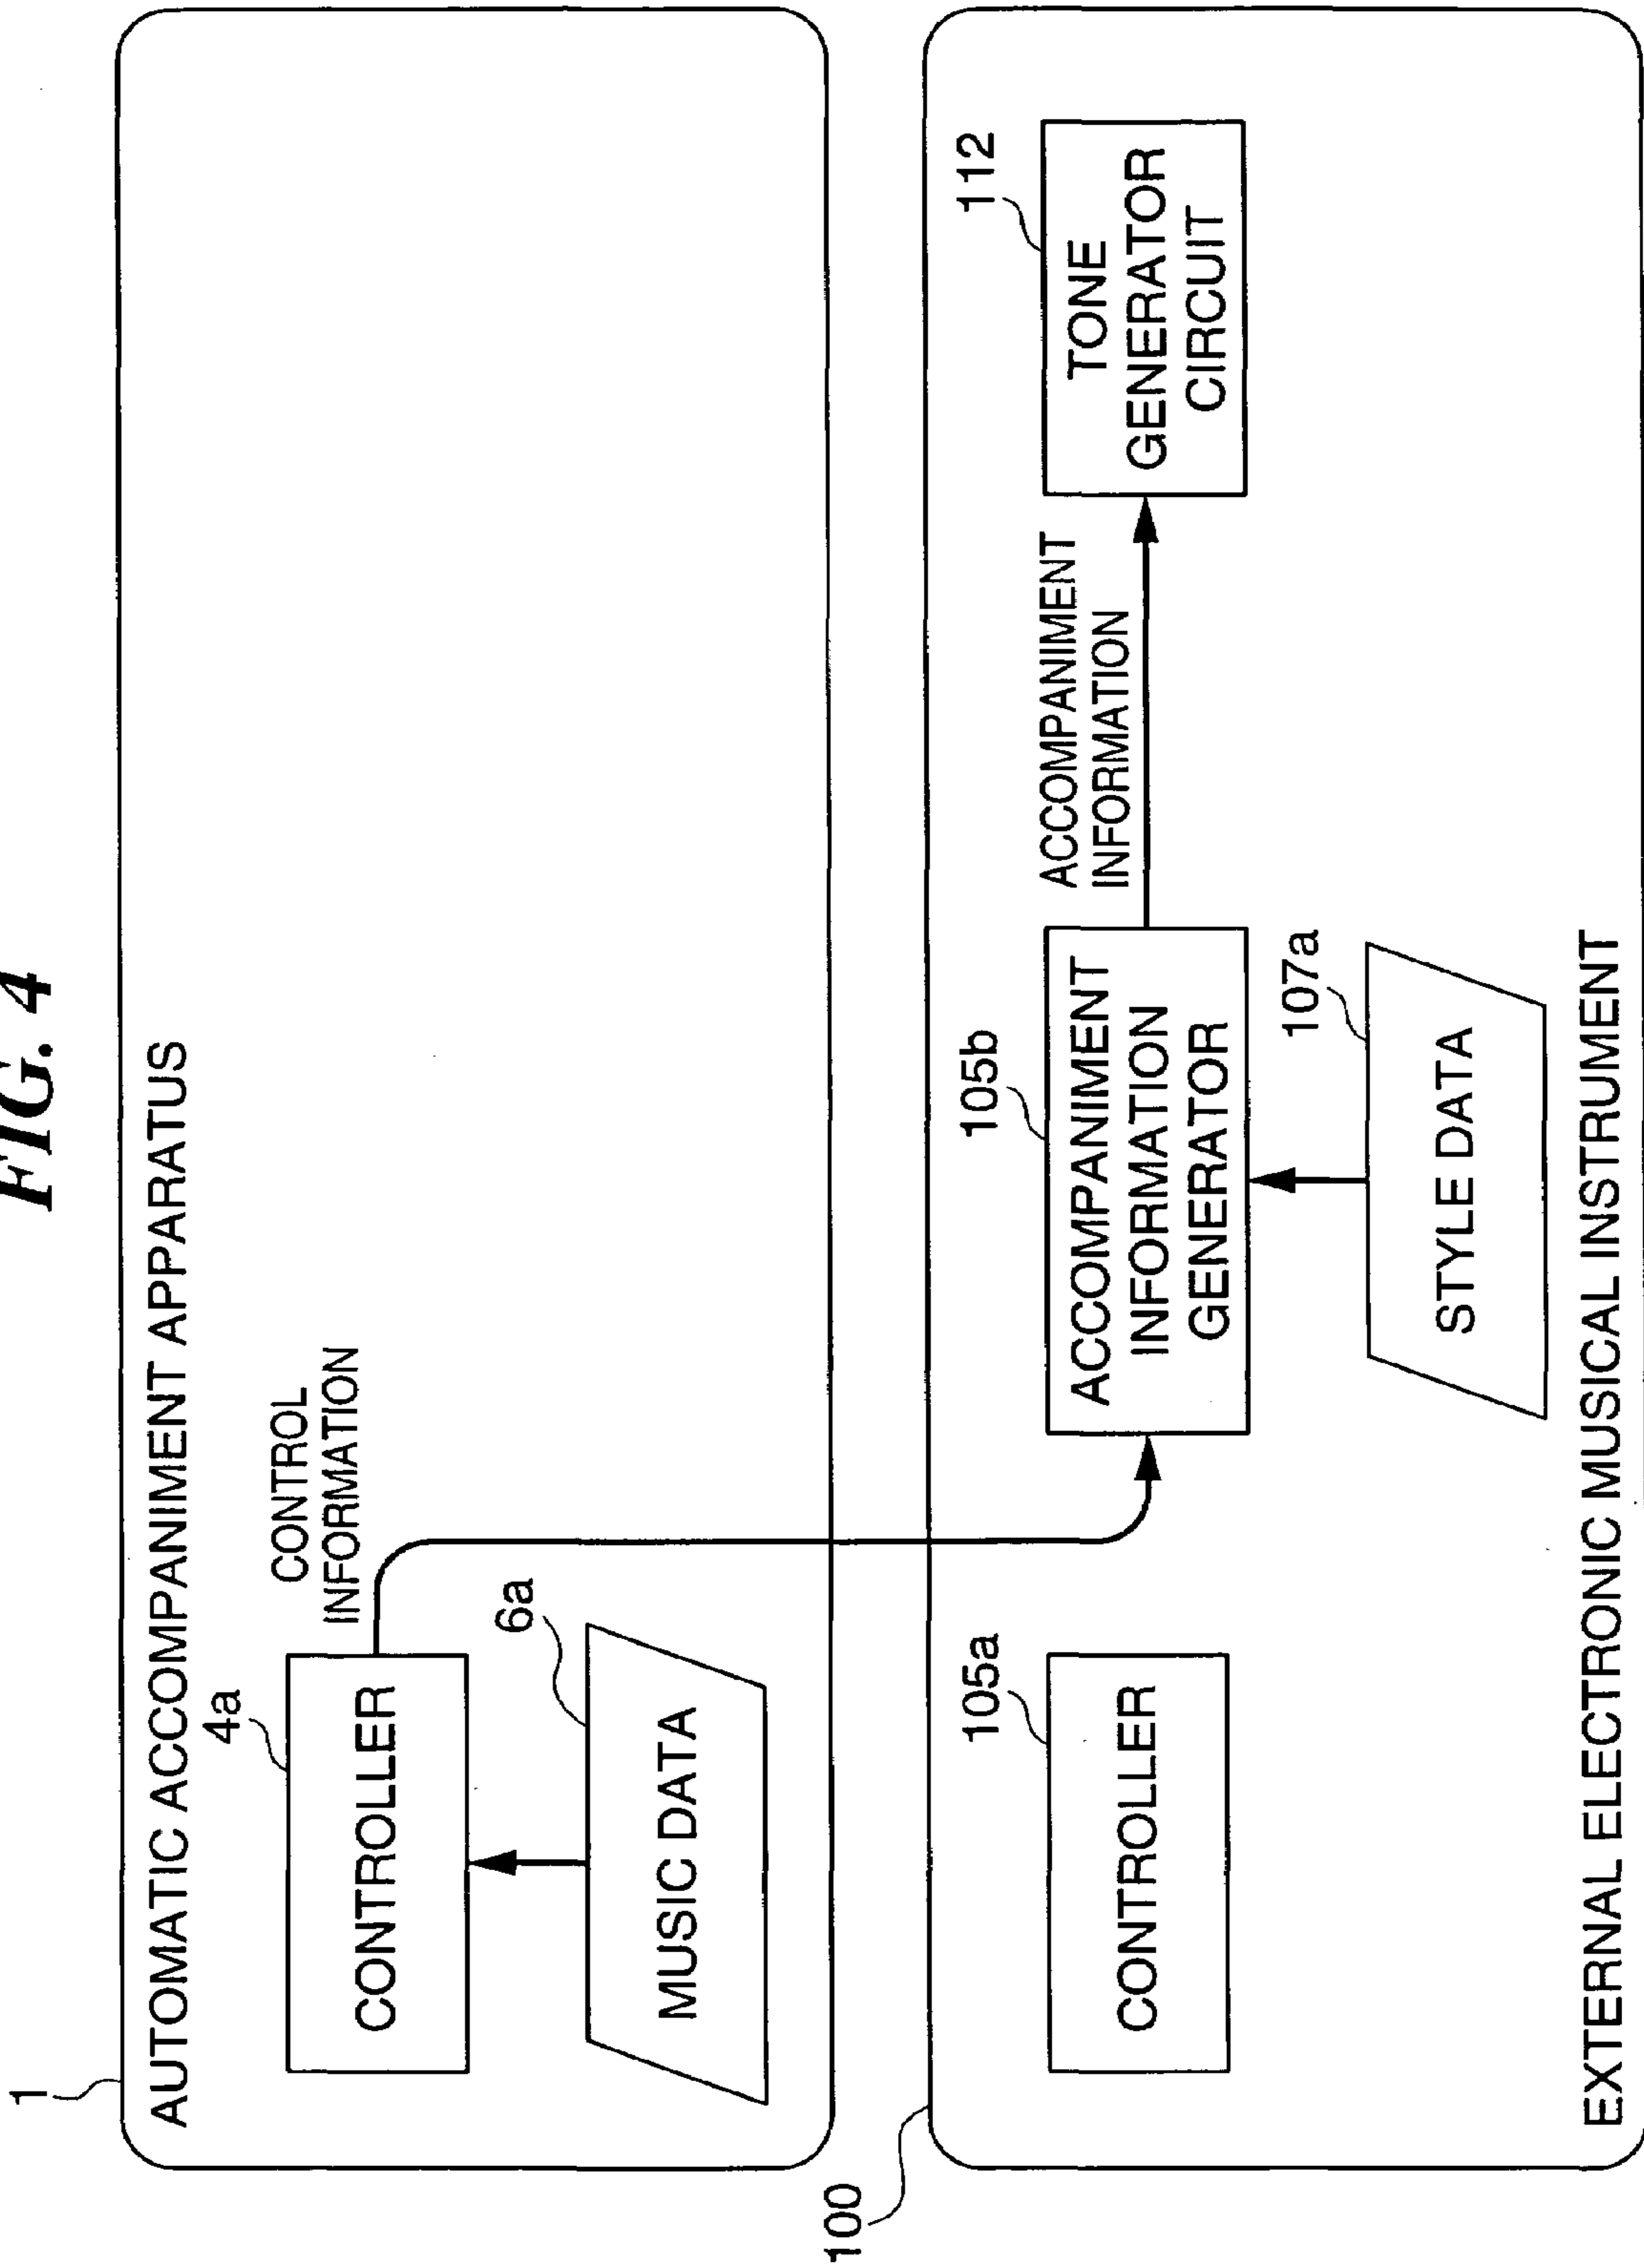 FIG. 4
1
AUTOMATIC ACCOMPANIMENT APPARATUS
4a
CONTROLLER
CONTROL
INFORMATION
6a
MUSIC DATA
100
105a
CONTROLLER
105b
ACCOMPANIMENT
INFORMATION
GENERATOR
ACCOMPANIMENT
INFORMATION
112
TONE
GENERATOR
CIRCUIT
107a
STYLE DATA
EXTERNAL ELECTRONIC MUSICAL INSTRUMENT